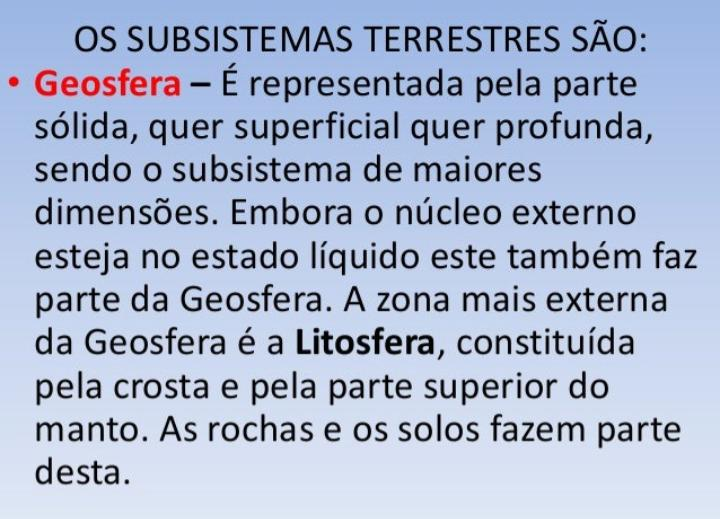 OS SUBSISTEMAS TERRESTRES SÃO:
• Geosfera – É representada pela parte
sólida, quer superficial quer profunda,
sendo o subsistema de maiores
dimensões. Embora o núcleo externo
esteja no estado líquido este também faz
parte da Geosfera. A zona mais externa
da Geosfera é a Litosfera, constituída
pela crosta e pela parte superior do
manto. As rochas e os solos fazem parte
desta.